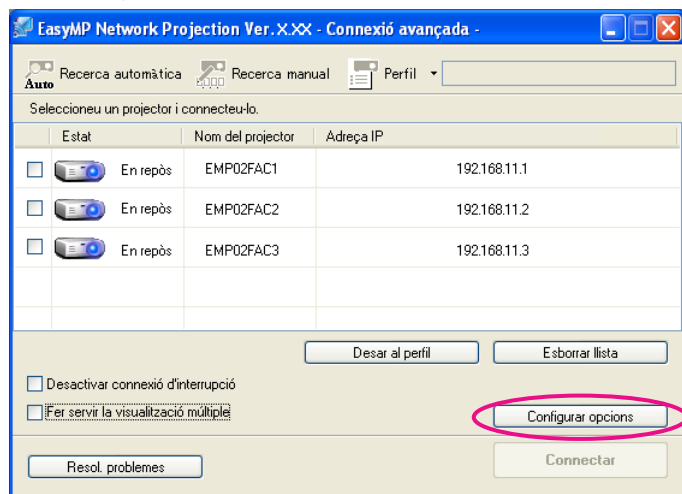 EasyMP Network Projection Ver. X.XX - Connexió avançada -
Auto Recerca automàtica Recerca manual Perfil
Seleccioneu un projector i connecteu-lo.
Estat Nom del projector Adreça IP
En repòs EMP02FAC1 192.168.11.1
En repòs EMP02FAC2 192.168.11.2
En repòs EMP02FAC3 192.168.11.3
Desar al perfil Esborrar llista
Desactivar connexió d'interrupció
Fer servir la visualització múltiple Configurar opcions
Resol. problemes Connectar